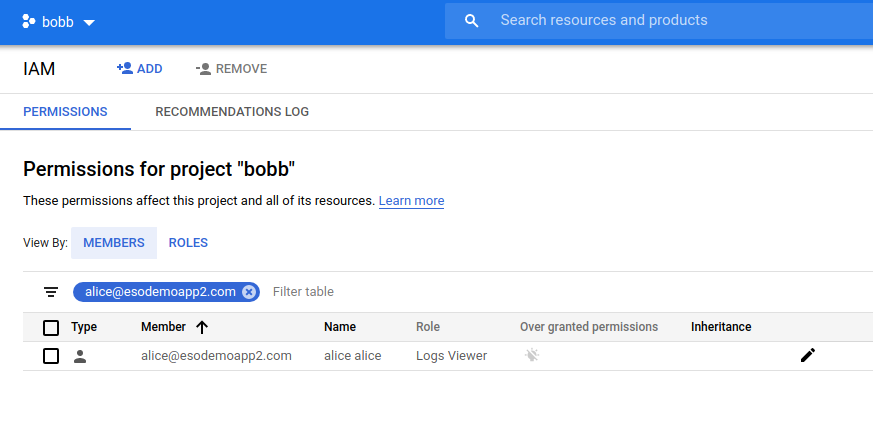 bobb
Search resources and products
IAM
ADD
REMOVE
PERMISSIONS
RECOMMENDATIONS LOG
Permissions for project "bobb"
These permissions affect this project and all of its resources. Learn more
View By: MEMBERS ROLES
alice@esodemoapp2.com Filter table
Type Member Name Role Over granted permissions Inheritance
alice@esodemoapp2.com alice alice Logs Viewer